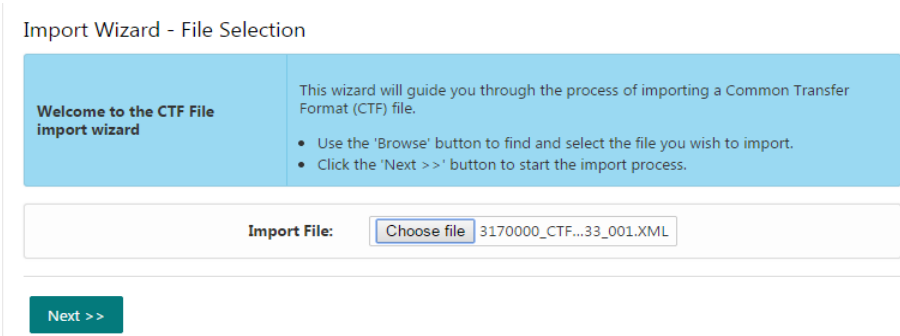 Import Wizard - File Selection
Welcome to the CTF File
import wizard
This wizard will guide you through the process of importing a Common Transfer
Format (CTF) file.
• Use the 'Browse' button to find and select the file you wish to import.
• Click the 'Next >>' button to start the import process.
Import File:
Choose file 3170000_CTF...33_001.XML
Next >>